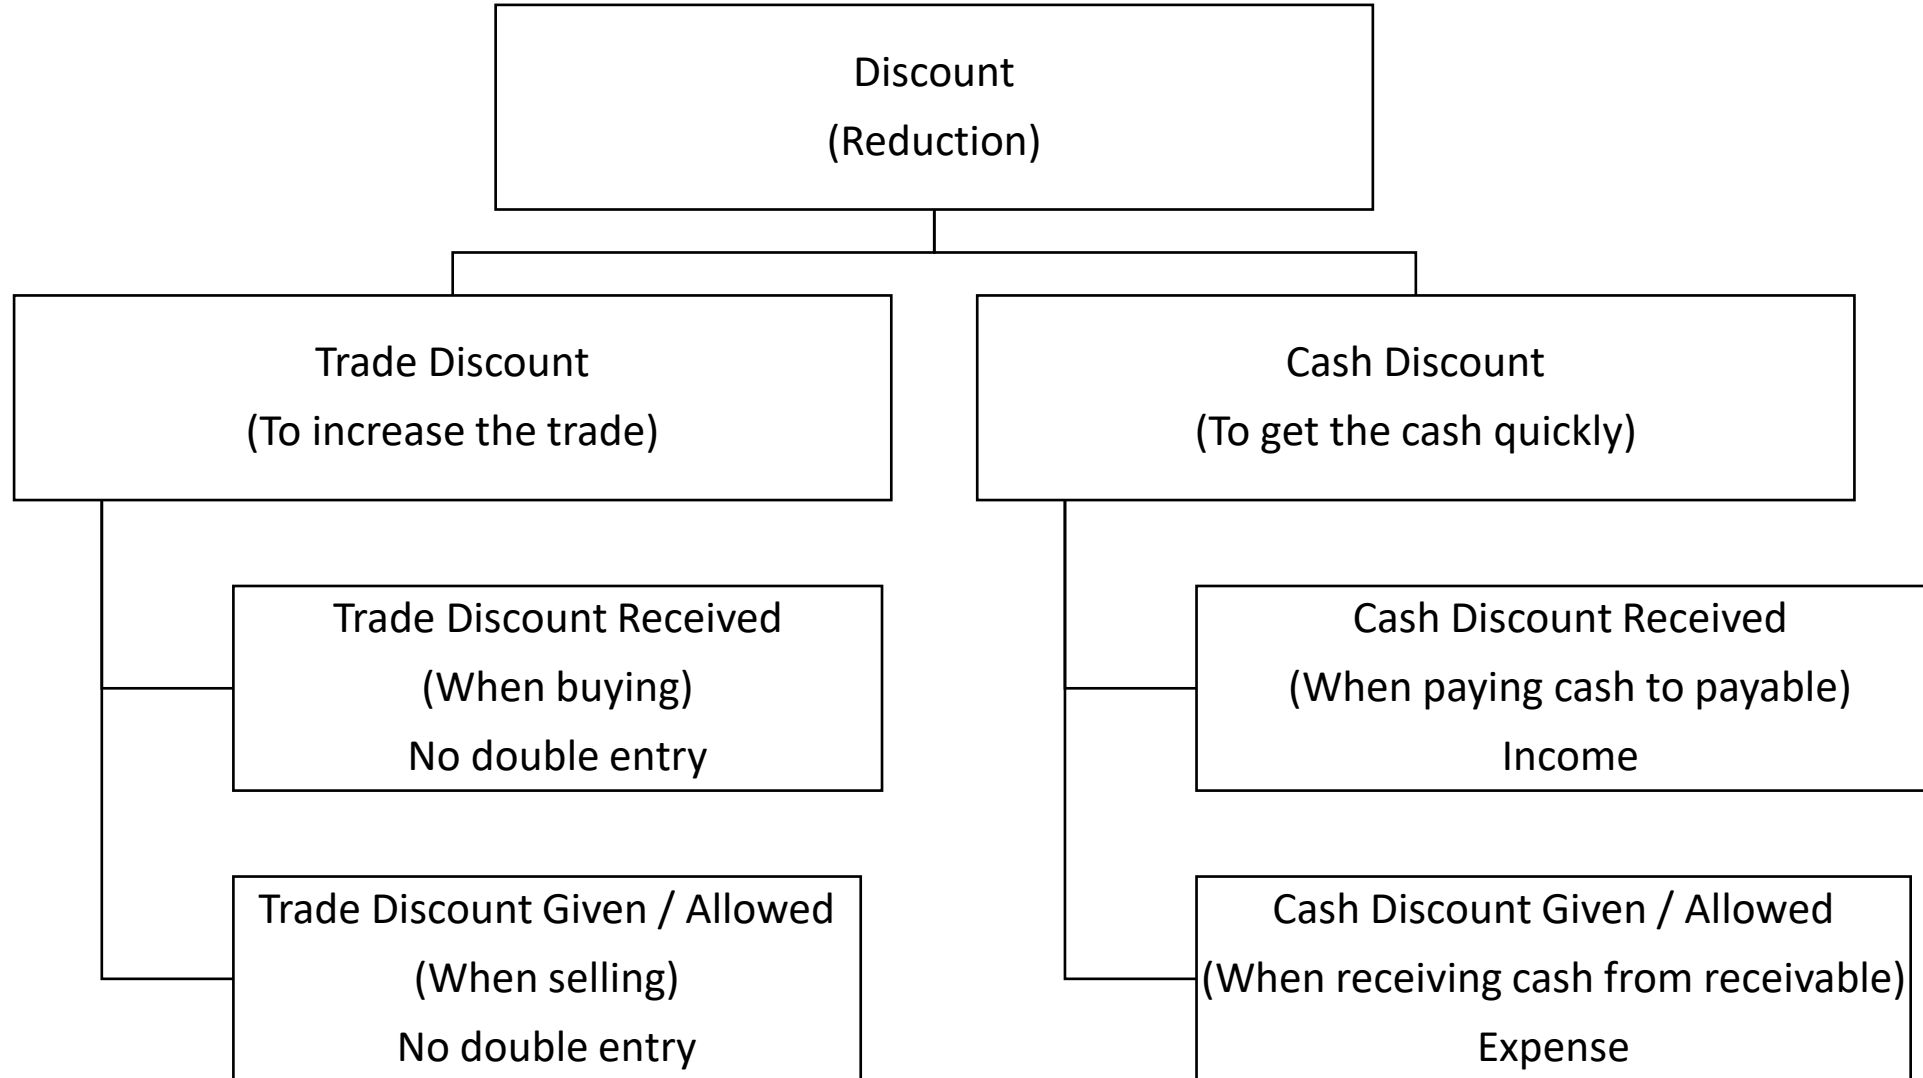 Discount
(Reduction)
Trade Discount
(To increase the trade)
Cash Discount
(To get the cash quickly)
Trade Discount Received
(When buying)
No double entry
Cash Discount Received
(When paying cash to payable)
Income
Trade Discount Given / Allowed
(When selling)
No double entry
Cash Discount Given / Allowed
(When receiving cash from receivable)
Expense